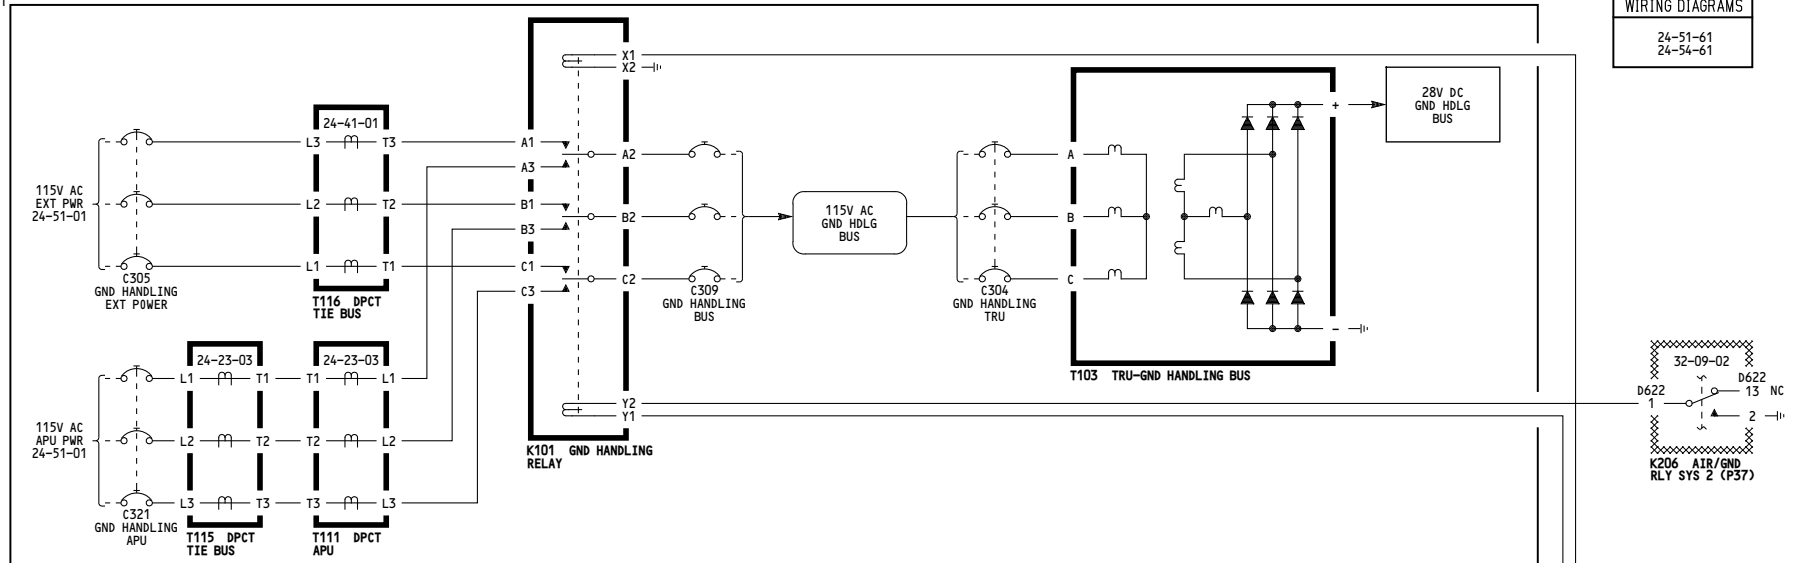 WIRING DIAGRAMS
24-51-61
24-54-61
X1
X2
28V DC
GND HDLG
BUS
+
24-41-01
L3 T3
A1
A2
A
A3
115V AC
EXT PWR
24-51-01
L2 T2
B1
B2
B
115V AC
GND HDLG
BUS
B3
L1 T1
C1
C2
C
C3
C305
GND HANDLING
EXT POWER
T116 DPCT
TIE BUS
C309
GND HANDLING
BUS
C304
GND HANDLING
TRU
-
T103 TRU-GND HANDLING BUS
24-23-03
24-23-03
L1 T1 T1 L1
115V AC
APU PWR
24-51-01
L2 T2 T2 L2
L3 T3 T3 L3
C321
GND HANDLING
APU
T115 DPCT
TIE BUS
T111 DPCT
APU
Y2
Y1
K101 GND HANDLING
RELAY
32-09-02
D622
1
D622
13 NC
2
K206 AIR/GND
RLY SYS 2 (P37)